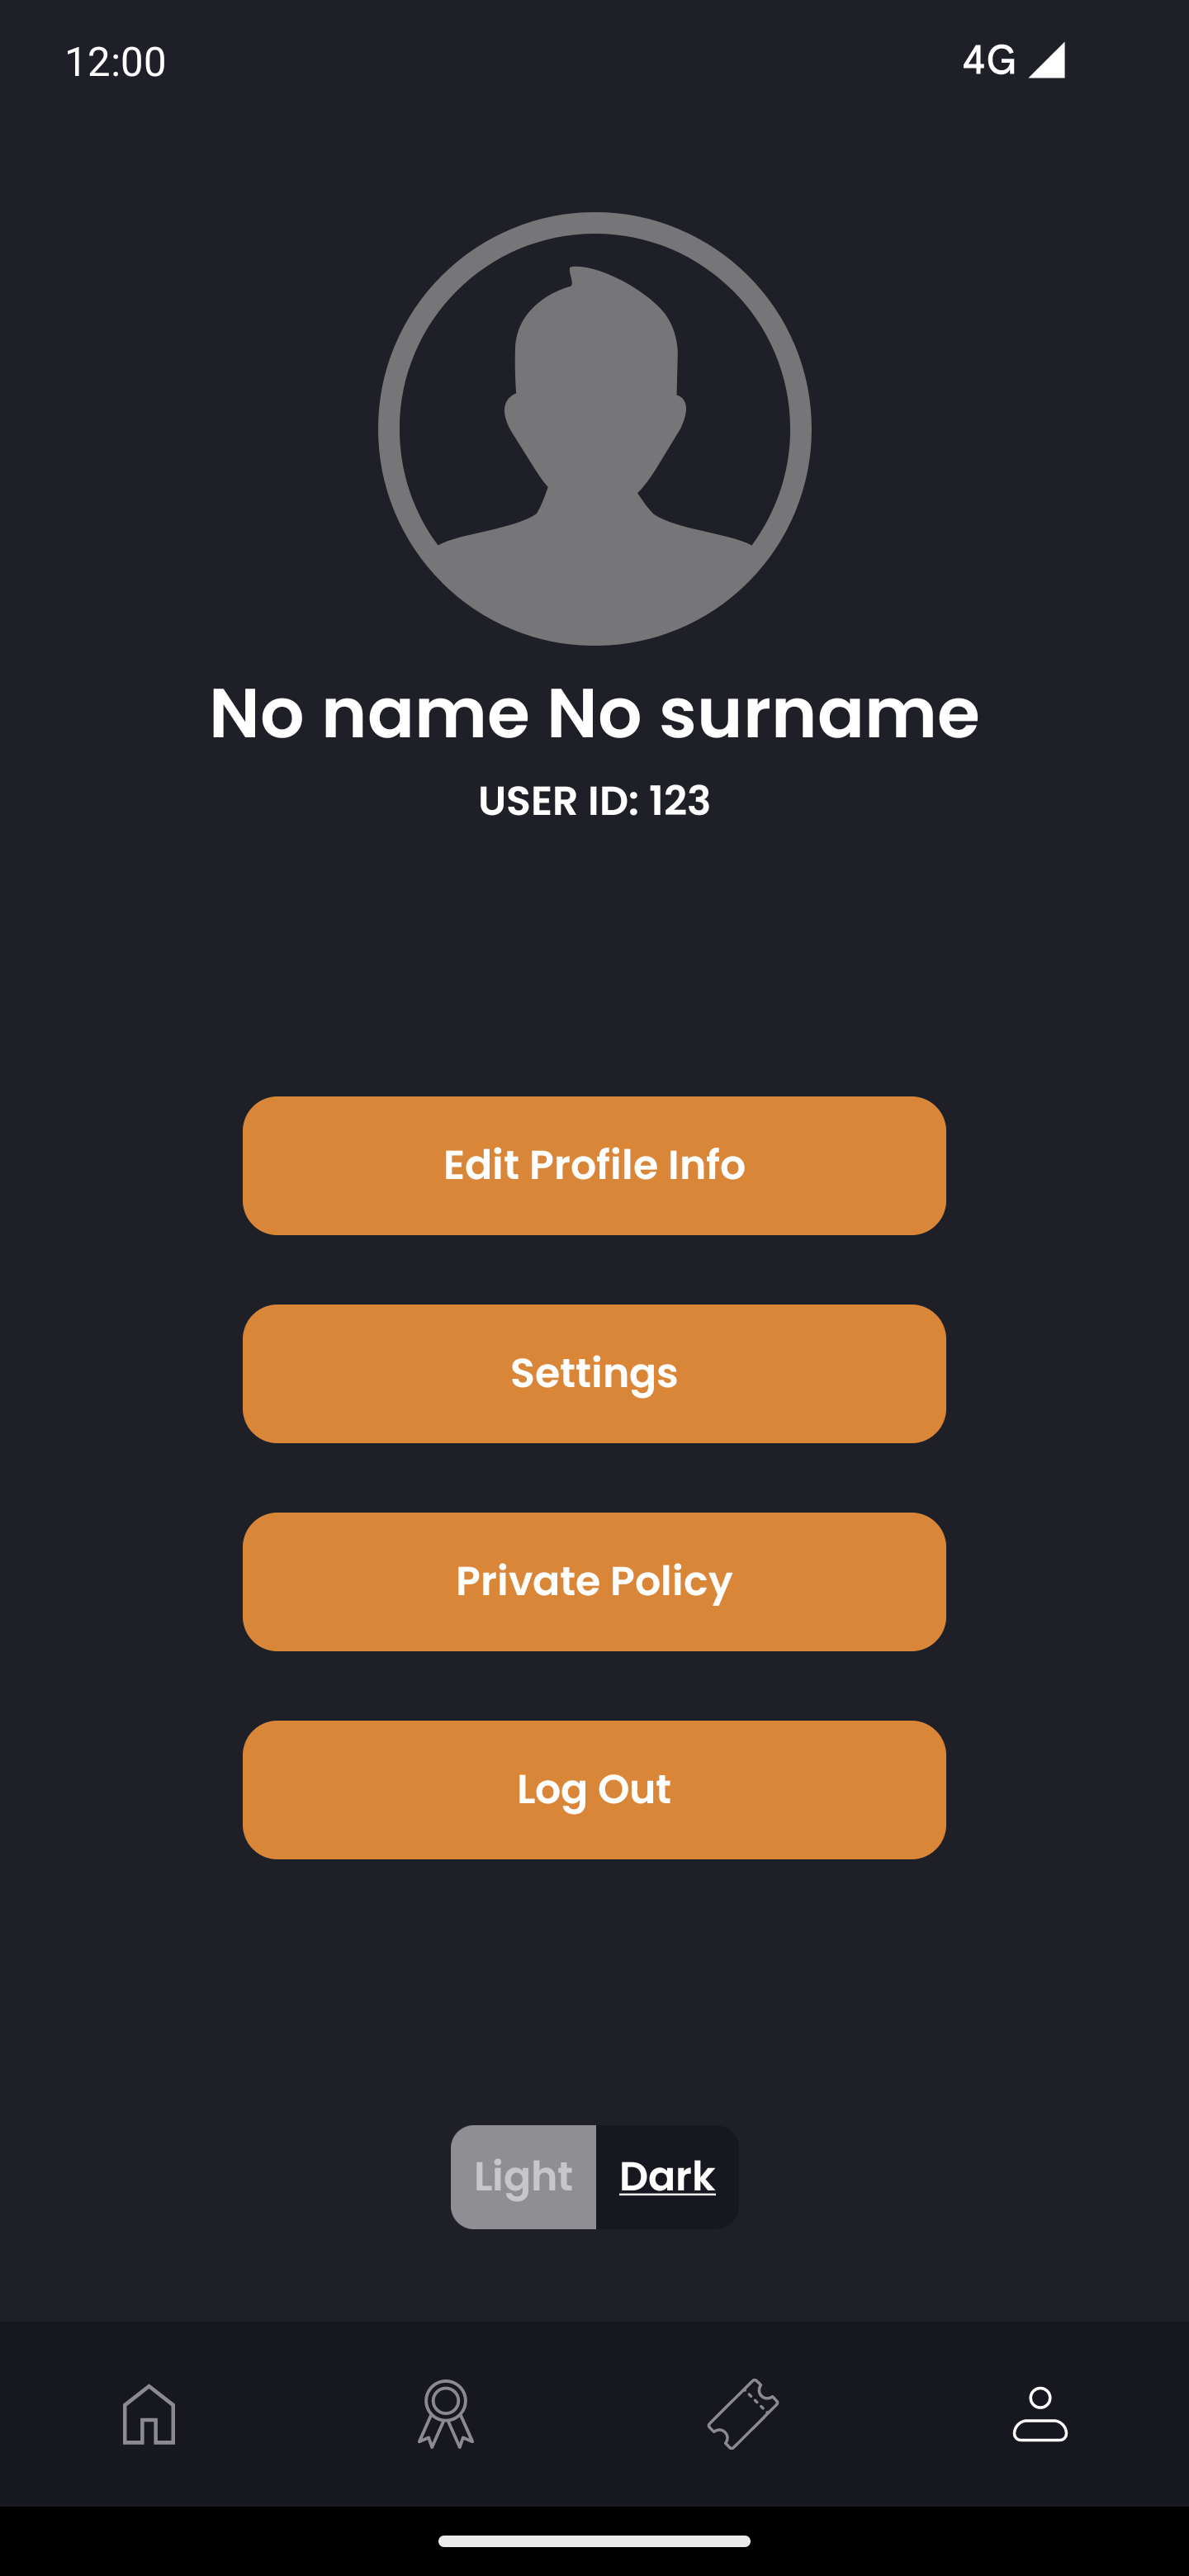 12:00 4G
No name No surname
USER ID: 123
Edit Profile Info
Settings
Private Policy
Log Out
Light Dark